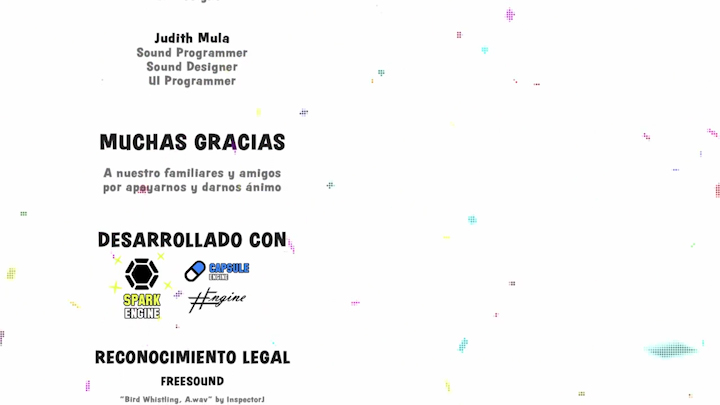 Judith Mula
Sound Programmer
Sound Designer
UI Programmer
MUCHAS GRACIAS
A nuestro familiares y amigos
por apoyarnos y darnos ánimo
DESARROLLADO CON
SPARK
ENGINE
CAPSULE
ENGINE
#Engine
RECONOCIMIENTO LEGAL
FREESOUND
"Bird Whistling, A.wav" by InspectorJ